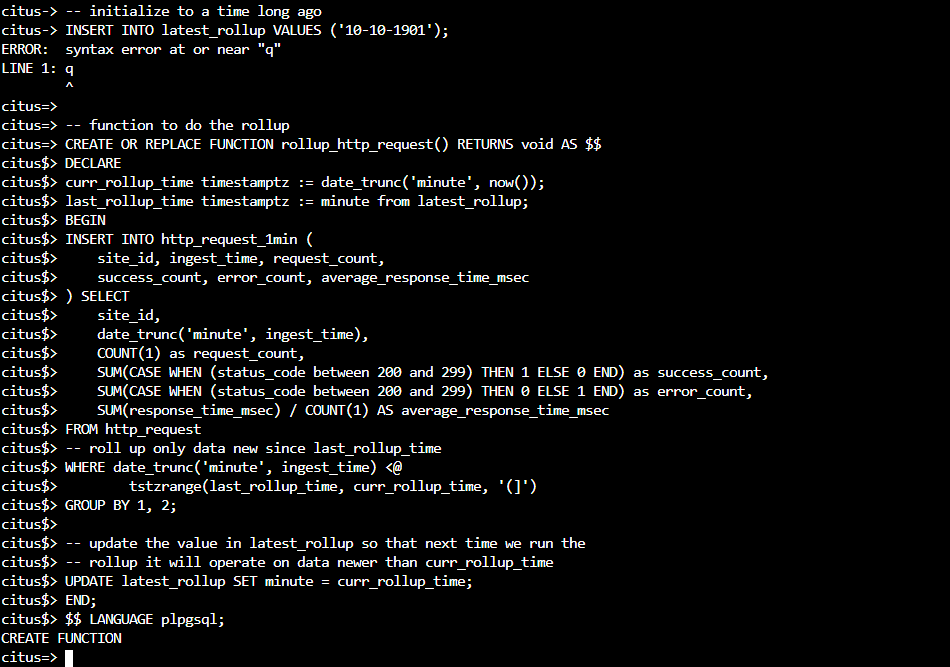 citus-> -- initialize to a time long ago
citus-> INSERT INTO latest_rollup VALUES ('10-10-1901');
ERROR:  syntax error at or near "q"
LINE 1: q
        ^
citus=>
citus=> -- function to do the rollup
citus=> CREATE OR REPLACE FUNCTION rollup_http_request() RETURNS void AS $$
citus$> DECLARE
citus$> curr_rollup_time timestamptz := date_trunc('minute', now());
citus$> last_rollup_time timestamptz := minute from latest_rollup;
citus$> BEGIN
citus$> INSERT INTO http_request_1min (
citus$>     site_id, ingest_time, request_count,
citus$>     success_count, error_count, average_response_time_msec
citus$> ) SELECT
citus$>     site_id,
citus$>     date_trunc('minute', ingest_time),
citus$>     COUNT(1) as request_count,
citus$>     SUM(CASE WHEN (status_code between 200 and 299) THEN 1 ELSE 0 END) as success_count,
citus$>     SUM(CASE WHEN (status_code between 200 and 299) THEN 0 ELSE 1 END) as error_count,
citus$>     SUM(response_time_msec) / COUNT(1) AS average_response_time_msec
citus$> FROM http_request
citus$> -- roll up only data new since last_rollup_time
citus$> WHERE date_trunc('minute', ingest_time) <@
citus$>         tstzrange(last_rollup_time, curr_rollup_time, '(]')
citus$> GROUP BY 1, 2;
citus$>
citus$> -- update the value in latest_rollup so that next time we run the
citus$> -- rollup it will operate on data newer than curr_rollup_time
citus$> UPDATE latest_rollup SET minute = curr_rollup_time;
citus$> END;
citus$> $$ LANGUAGE plpgsql;
CREATE FUNCTION
citus=>